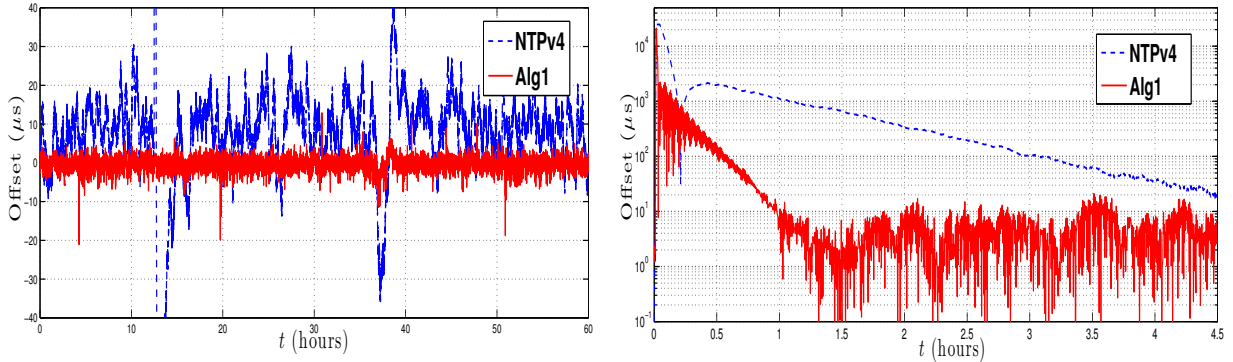 40
30
20
10
0
-10
-20
-30
-40
Offset (μs)
0 10 20 30 40 50 60
t (hours)
NTPv4
Alg1
10^4
10^3
10^2
10^1
10^0
10^-1
Offset (μs)
0 0.5 1 1.5 2 2.5 3 3.5 4 4.5
t (hours)
NTPv4
Alg1